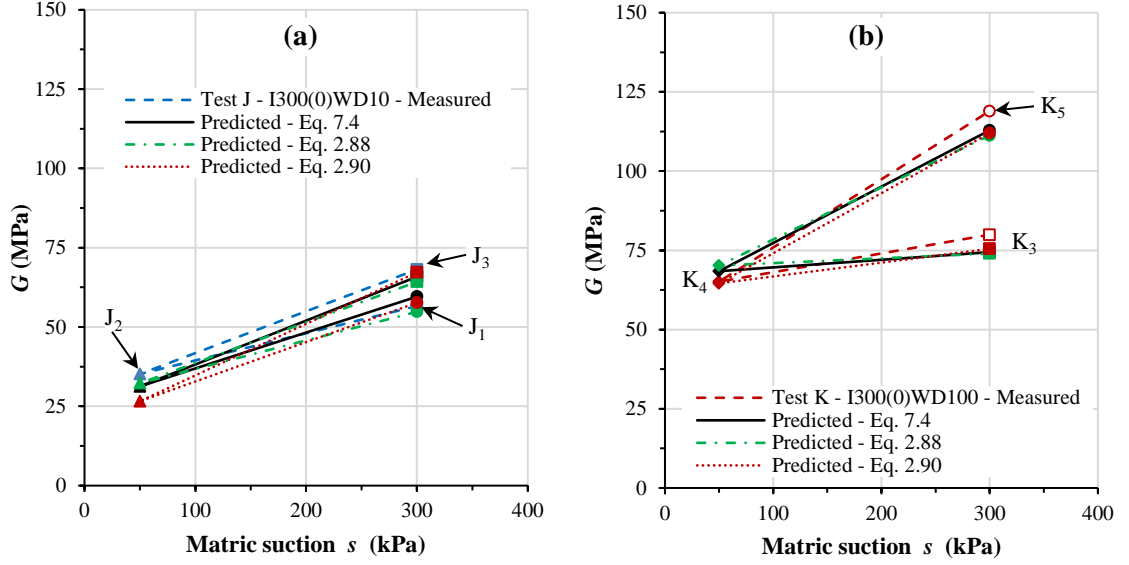 (a)
150
125
100
75
50
25
0
G (MPa)
Test J - I300(0)WD10 - Measured
Predicted - Eq. 7.4
Predicted - Eq. 2.88
Predicted - Eq. 2.90
J3
J2
J1
0 100 200 300 400
Matric suction s (kPa)
(b)
150
125
100
75
50
25
0
G (MPa)
K5
K3
K4
Test K - I300(0)WD100 - Measured
Predicted - Eq. 7.4
Predicted - Eq. 2.88
Predicted - Eq. 2.90
0 100 200 300 400
Matric suction s (kPa)